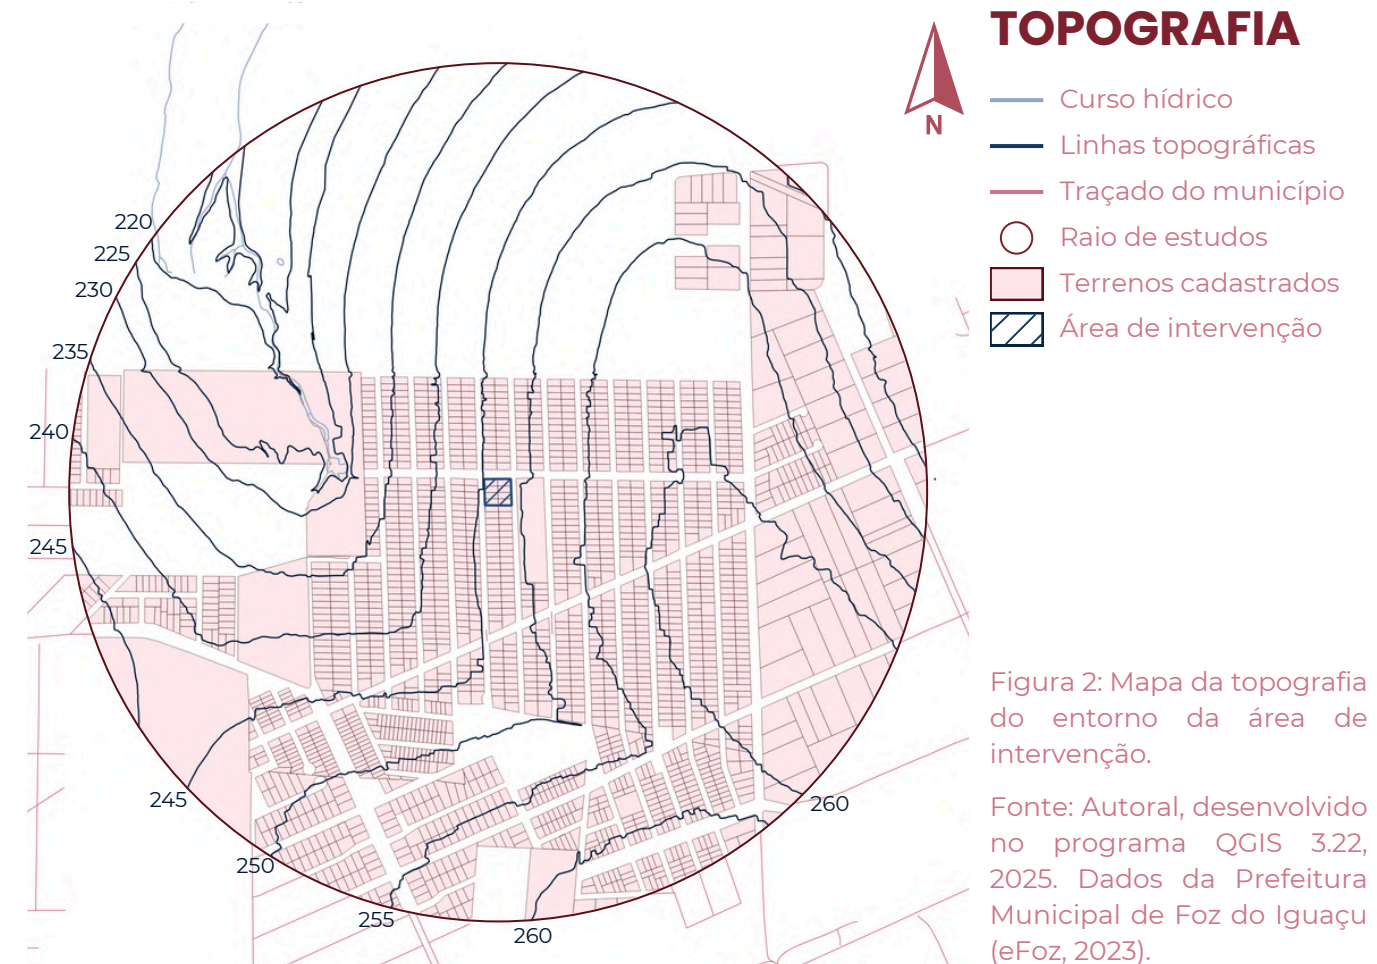 TOPOGRAFIA
N
Curso hídrico
Linhas topográficas
Traçado do município
Raio de estudos
Terrenos cadastrados
Área de intervenção
220
225
230
235
240
245
245
250
255
260
260
Figura 2: Mapa da topografia
do entorno da área de
intervenção.
Fonte: Autoral, desenvolvido
no programa QGIS 3.22,
2025. Dados da Prefeitura
Municipal de Foz do Iguaçu
(eFoz, 2023).